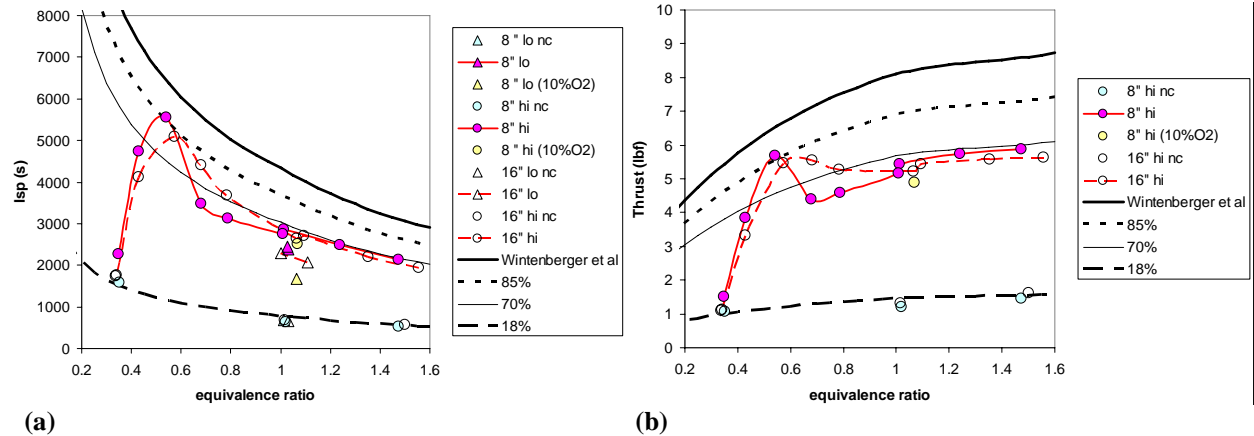 8000
7000
6000
5000
4000
3000
2000
1000
0
Isp (s)
0.2 0.4 0.6 0.8 1 1.2 1.4 1.6
equivalence ratio
8 " lo nc
8" lo
8 " lo (10%O2)
8" hi nc
8" hi
8" hi (10%O2)
16" lo nc
16" lo
16" hi nc
16" hi
Wintenberger et al
85%
70%
18%
(a)
10
9
8
7
6
5
4
3
2
1
0
Thrust (lbf)
0.2 0.4 0.6 0.8 1 1.2 1.4 1.6
equivalence ratio
8" hi nc
8" hi
8" hi (10%O2)
16" hi nc
16" hi
Wintenberger et al
85%
70%
18%
(b)